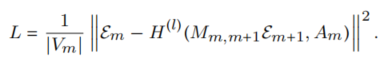 L = \frac{1}{|V_m|} \left\| \mathcal{E}_m - H^{(l)}(M_{m,m+1}\mathcal{E}_{m+1}, A_m) \right\|^2.